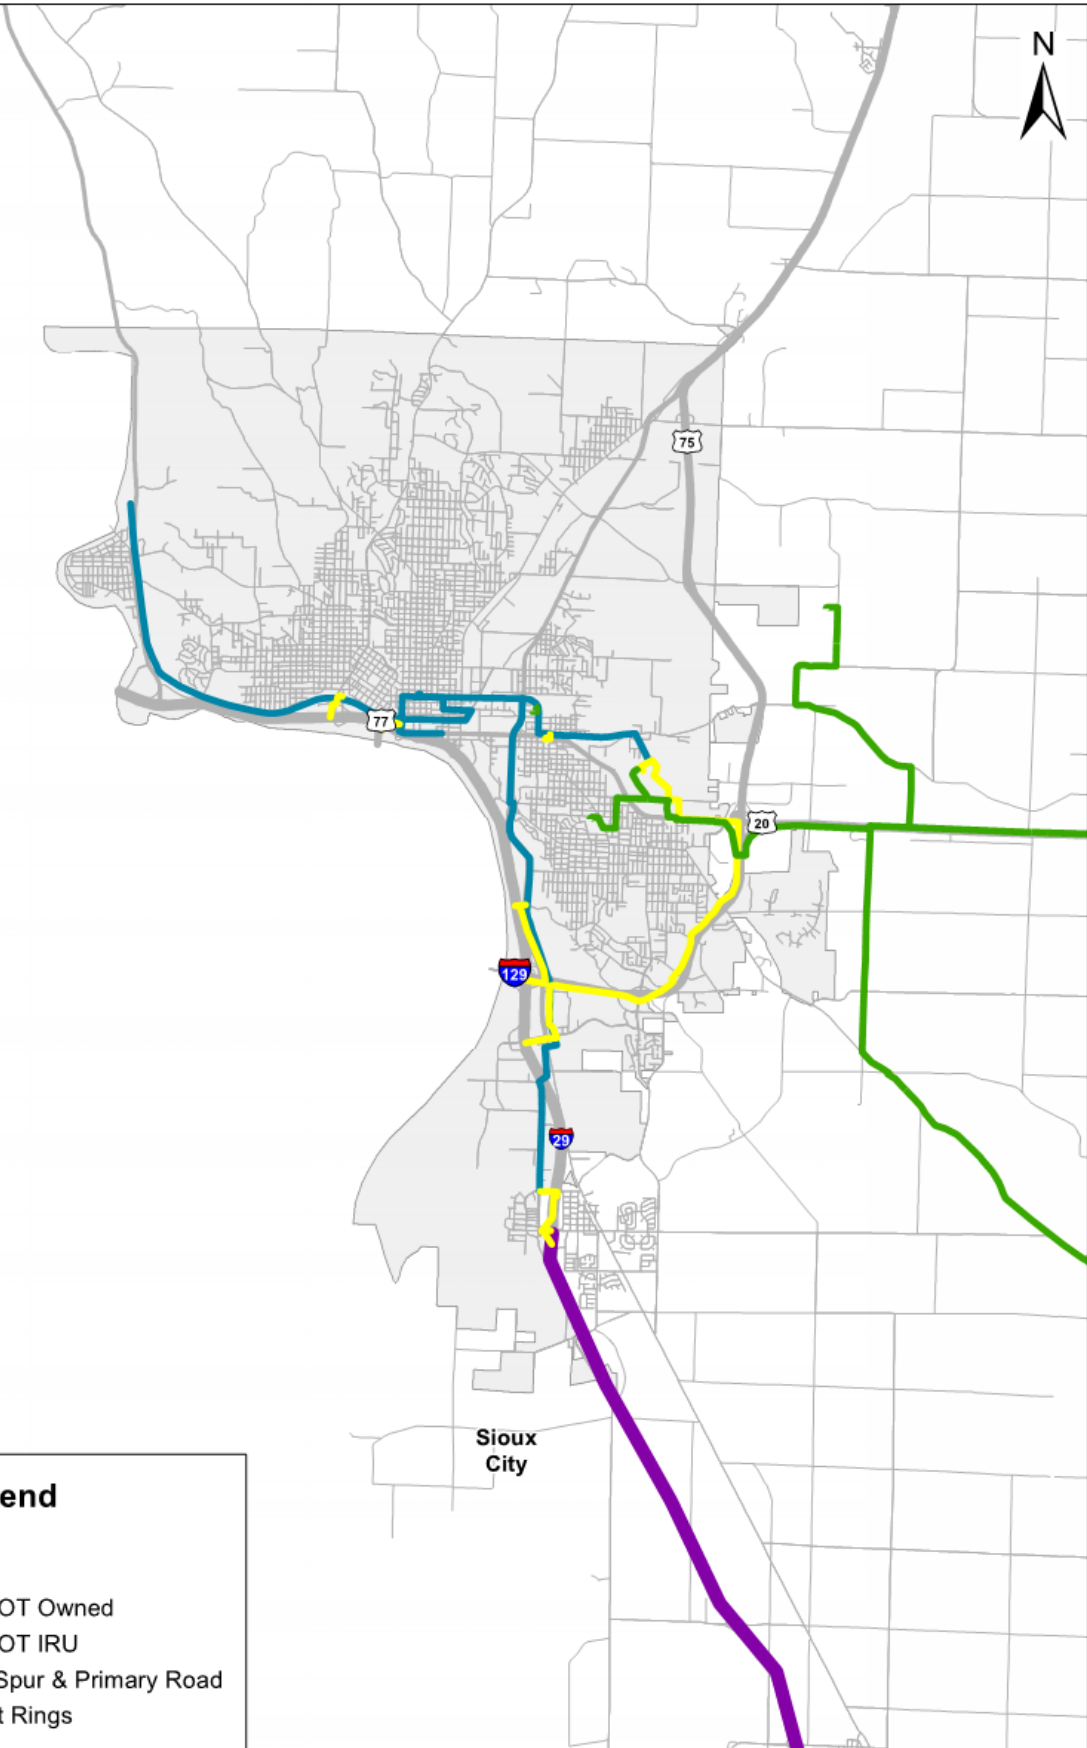 N
75
77
20
129
29
Sioux
City
end
OT Owned
OT IRU
Spur & Primary Road
t Rings